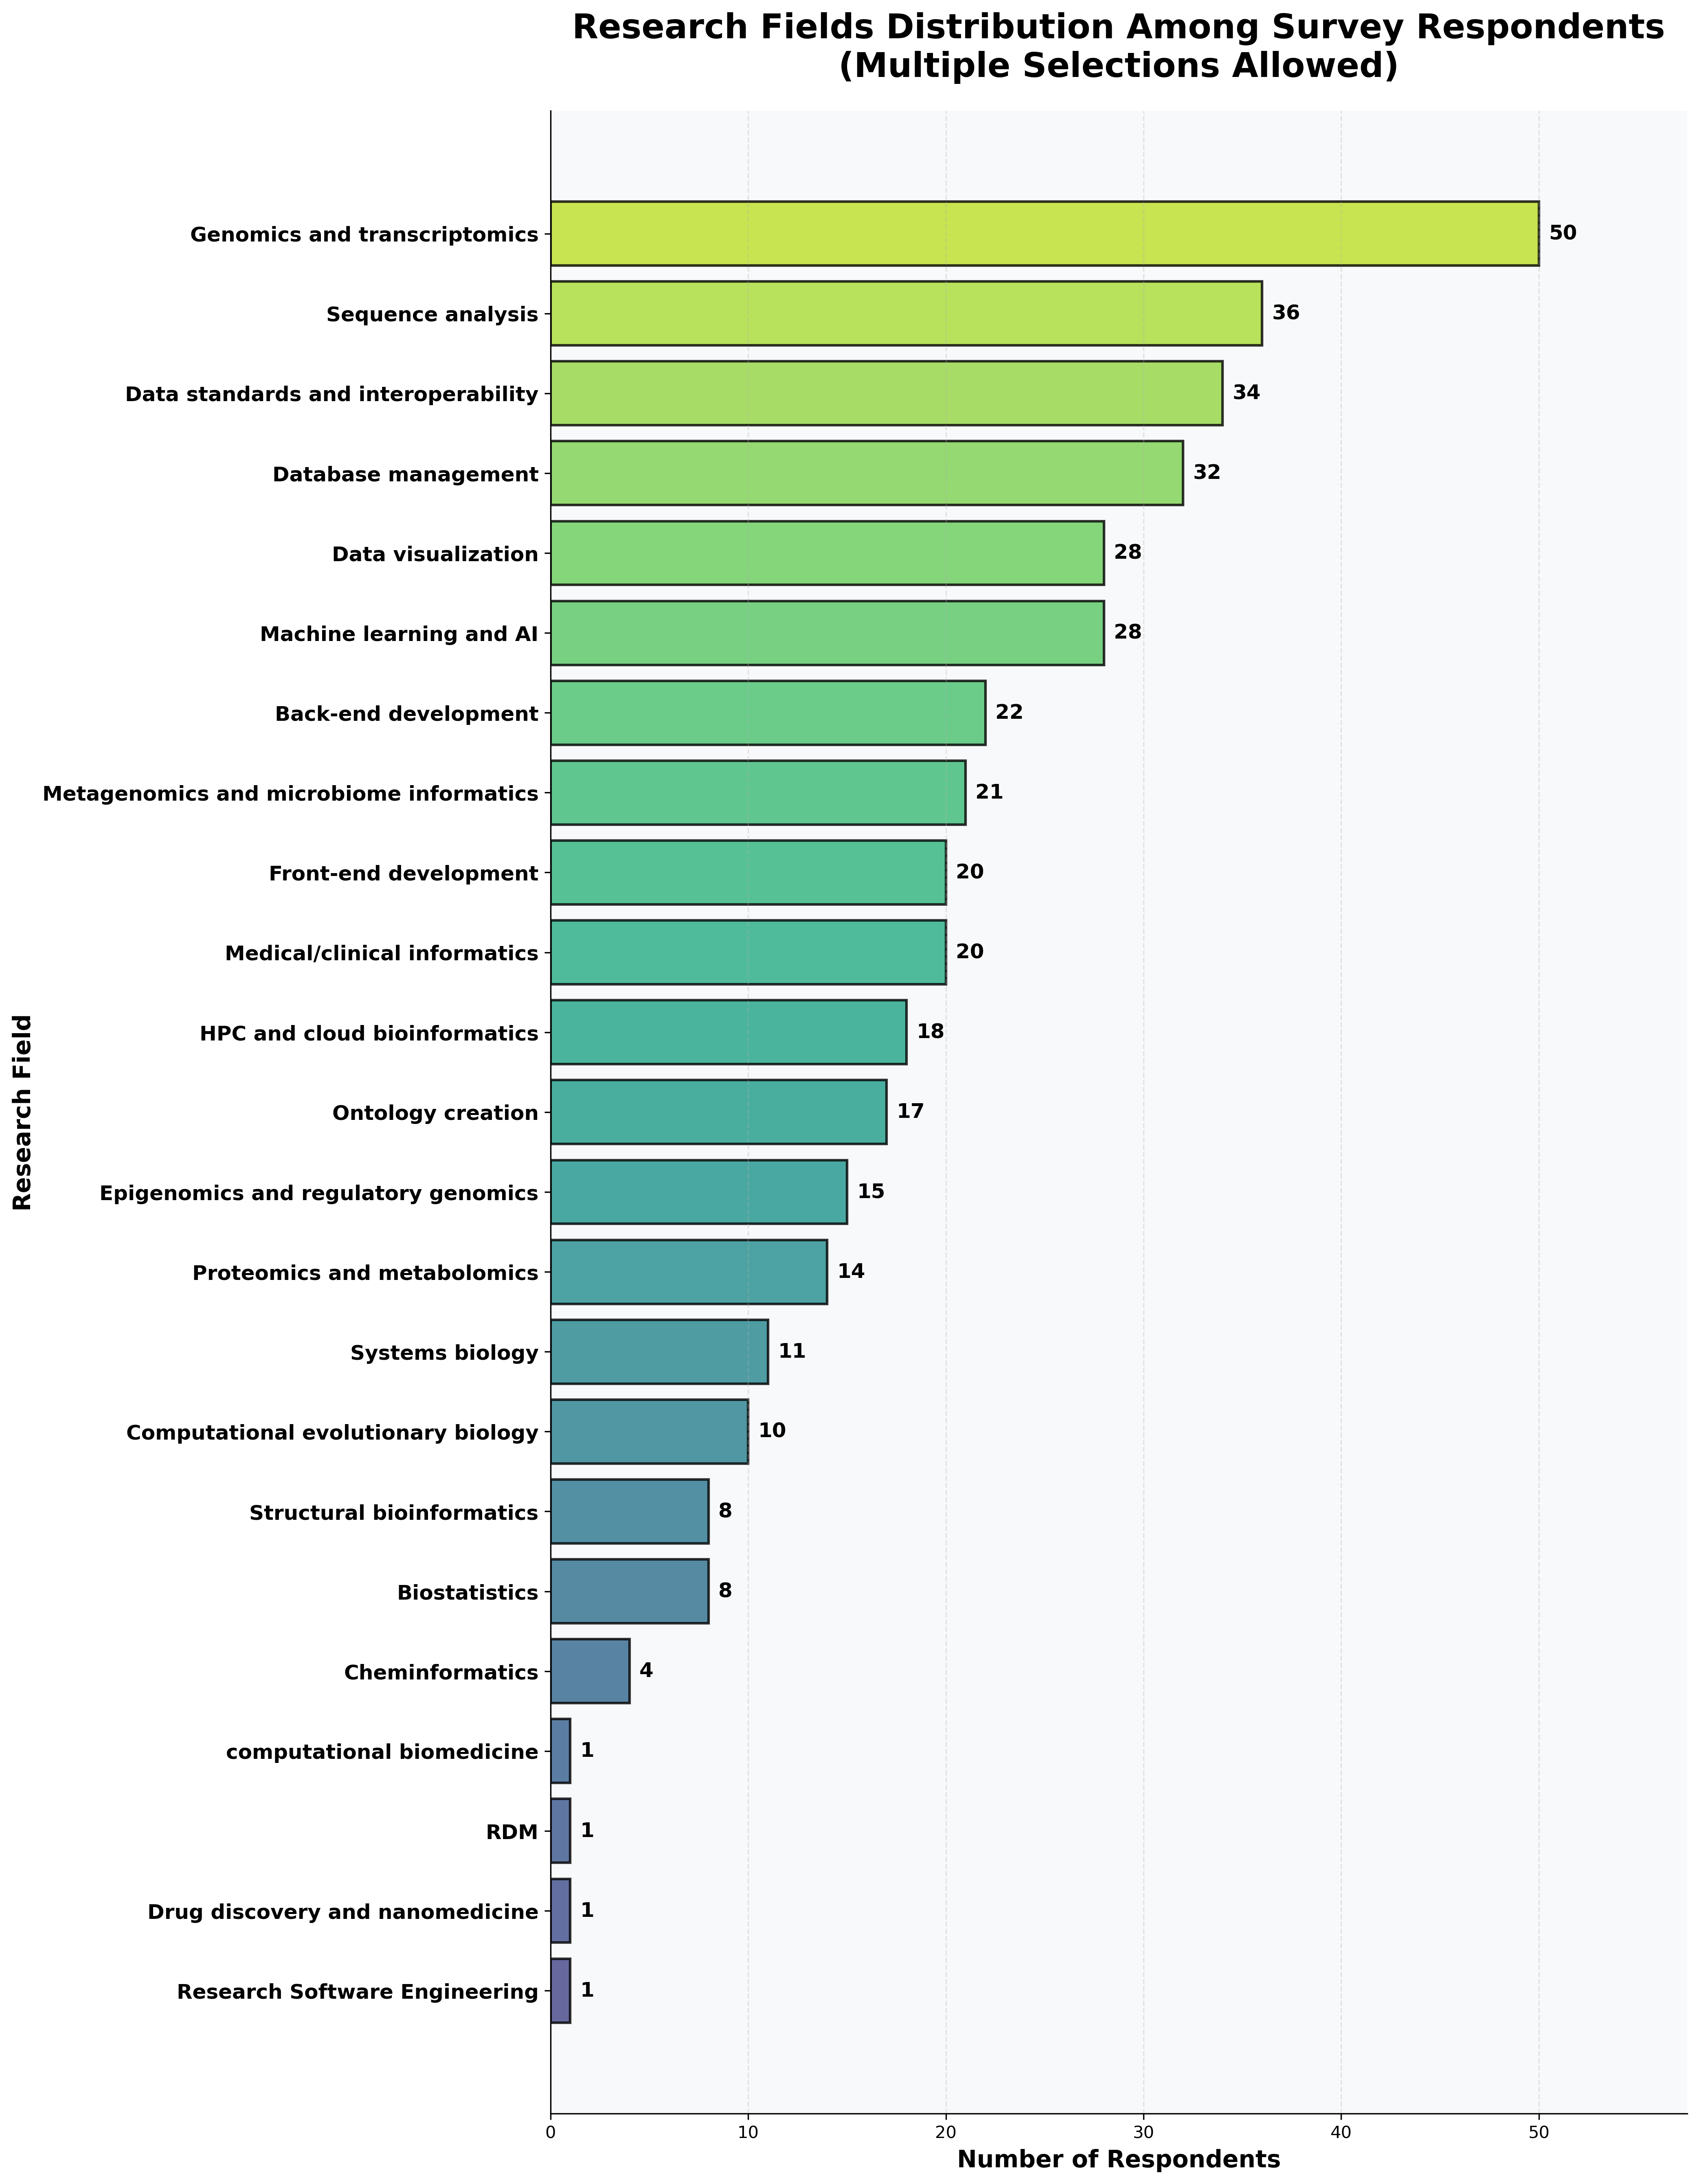 Research Fields Distribution Among Survey Respondents
(Multiple Selections Allowed)
Genomics and transcriptomics 50
Sequence analysis 36
Data standards and interoperability 34
Database management 32
Data visualization 28
Machine learning and AI 28
Back-end development 22
Metagenomics and microbiome informatics 21
Front-end development 20
Medical/clinical informatics 20
HPC and cloud bioinformatics 18
Ontology creation 17
Epigenomics and regulatory genomics 15
Proteomics and metabolomics 14
Systems biology 11
Computational evolutionary biology 10
Structural bioinformatics 8
Biostatistics 8
Cheminformatics 4
computational biomedicine 1
RDM 1
Drug discovery and nanomedicine 1
Research Software Engineering 1
Research Field
0 10 20 30 40 50
Number of Respondents